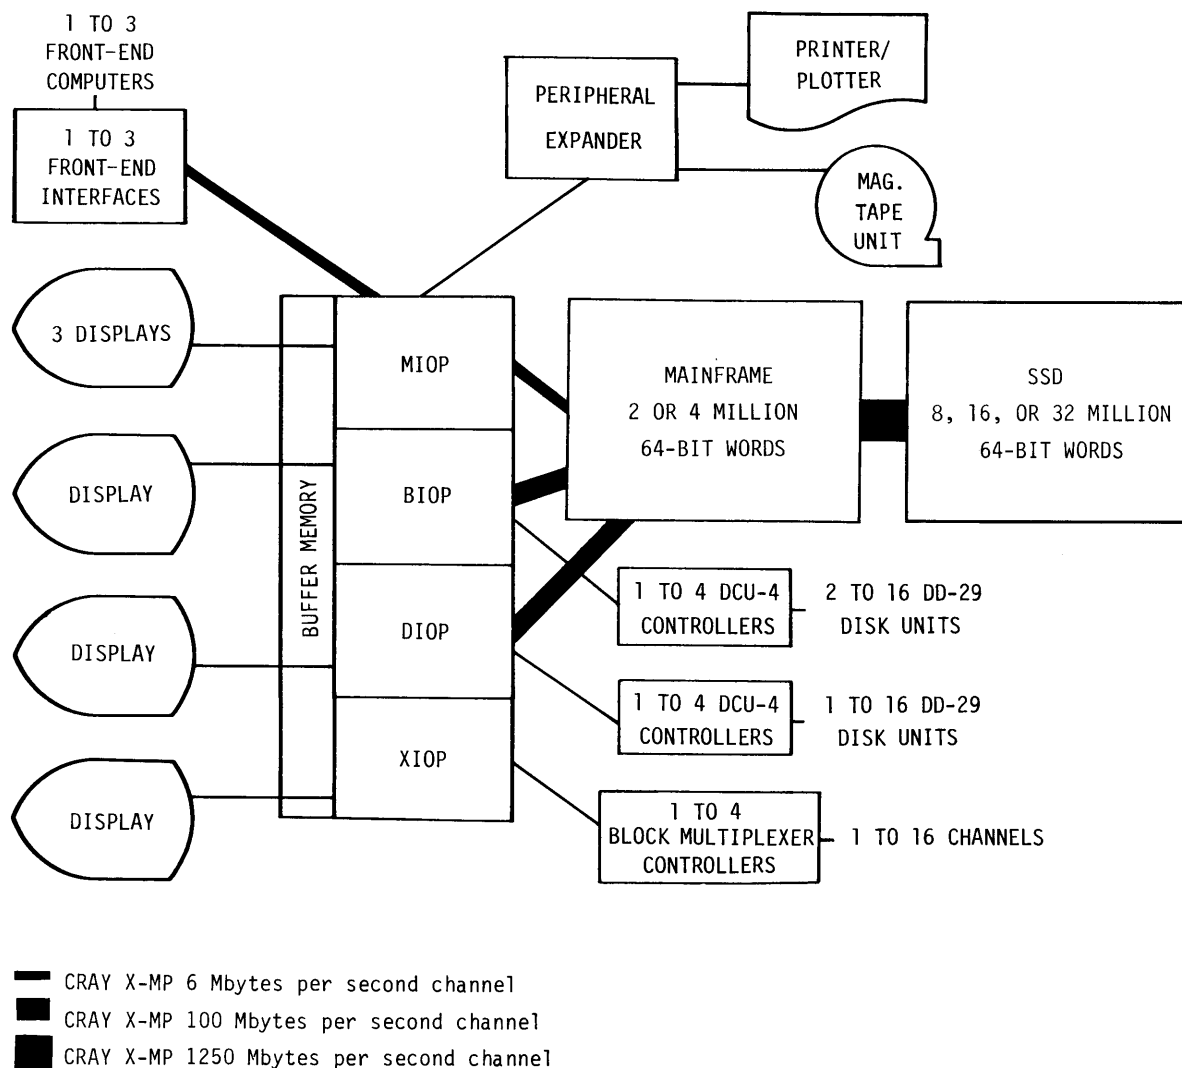 1 TO 3
FRONT-END
COMPUTERS
1 TO 3
FRONT-END
INTERFACES
PERIPHERAL
EXPANDER
PRINTER/
PLOTTER
MAG.
TAPE
UNIT
3 DISPLAYS
DISPLAY
DISPLAY
DISPLAY
BUFFER MEMORY
MIOP
BIOP
DIOP
XIOP
MAINFRAME
2 OR 4 MILLION
64-BIT WORDS
SSD
8, 16, OR 32 MILLION
64-BIT WORDS
1 TO 4 DCU-4
CONTROLLERS
2 TO 16 DD-29
DISK UNITS
1 TO 4 DCU-4
CONTROLLERS
1 TO 16 DD-29
DISK UNITS
1 TO 4
BLOCK MULTIPLEXER
CONTROLLERS
1 TO 16 CHANNELS
CRAY X-MP 6 Mbytes per second channel
CRAY X-MP 100 Mbytes per second channel
CRAY X-MP 1250 Mbytes per second channel